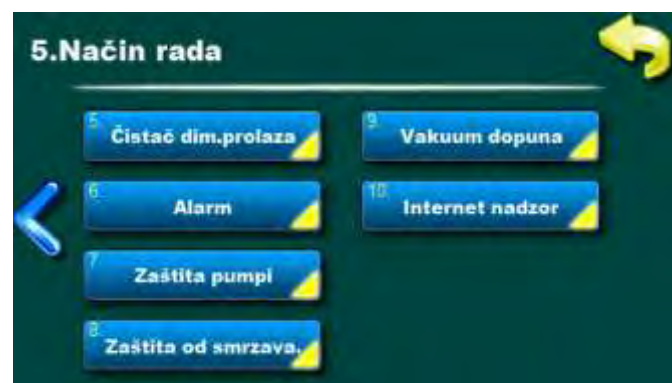 5.Način rada
5.
Čistač dim.prolaza
6.
Alarm
7
Zaštita pumpi
8.
Zaštita od smrzava.
9.
Vakuum dopuna
10.
Internet nadzor